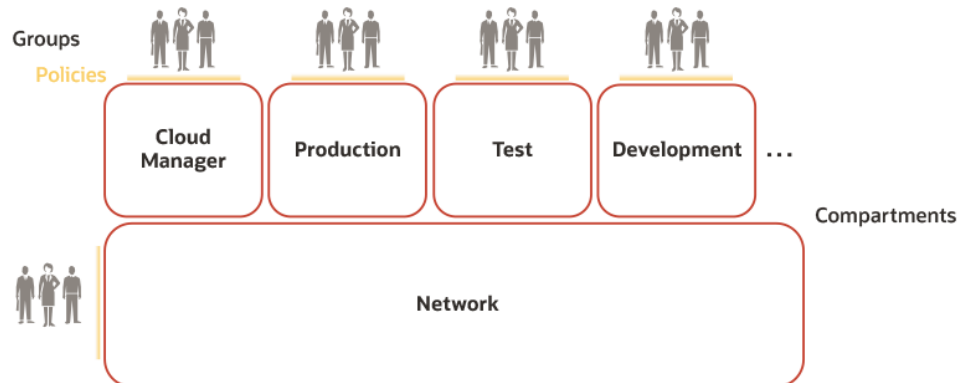 Groups
Policies
Cloud
Manager
Production
Test
Development
...
Compartments
Network